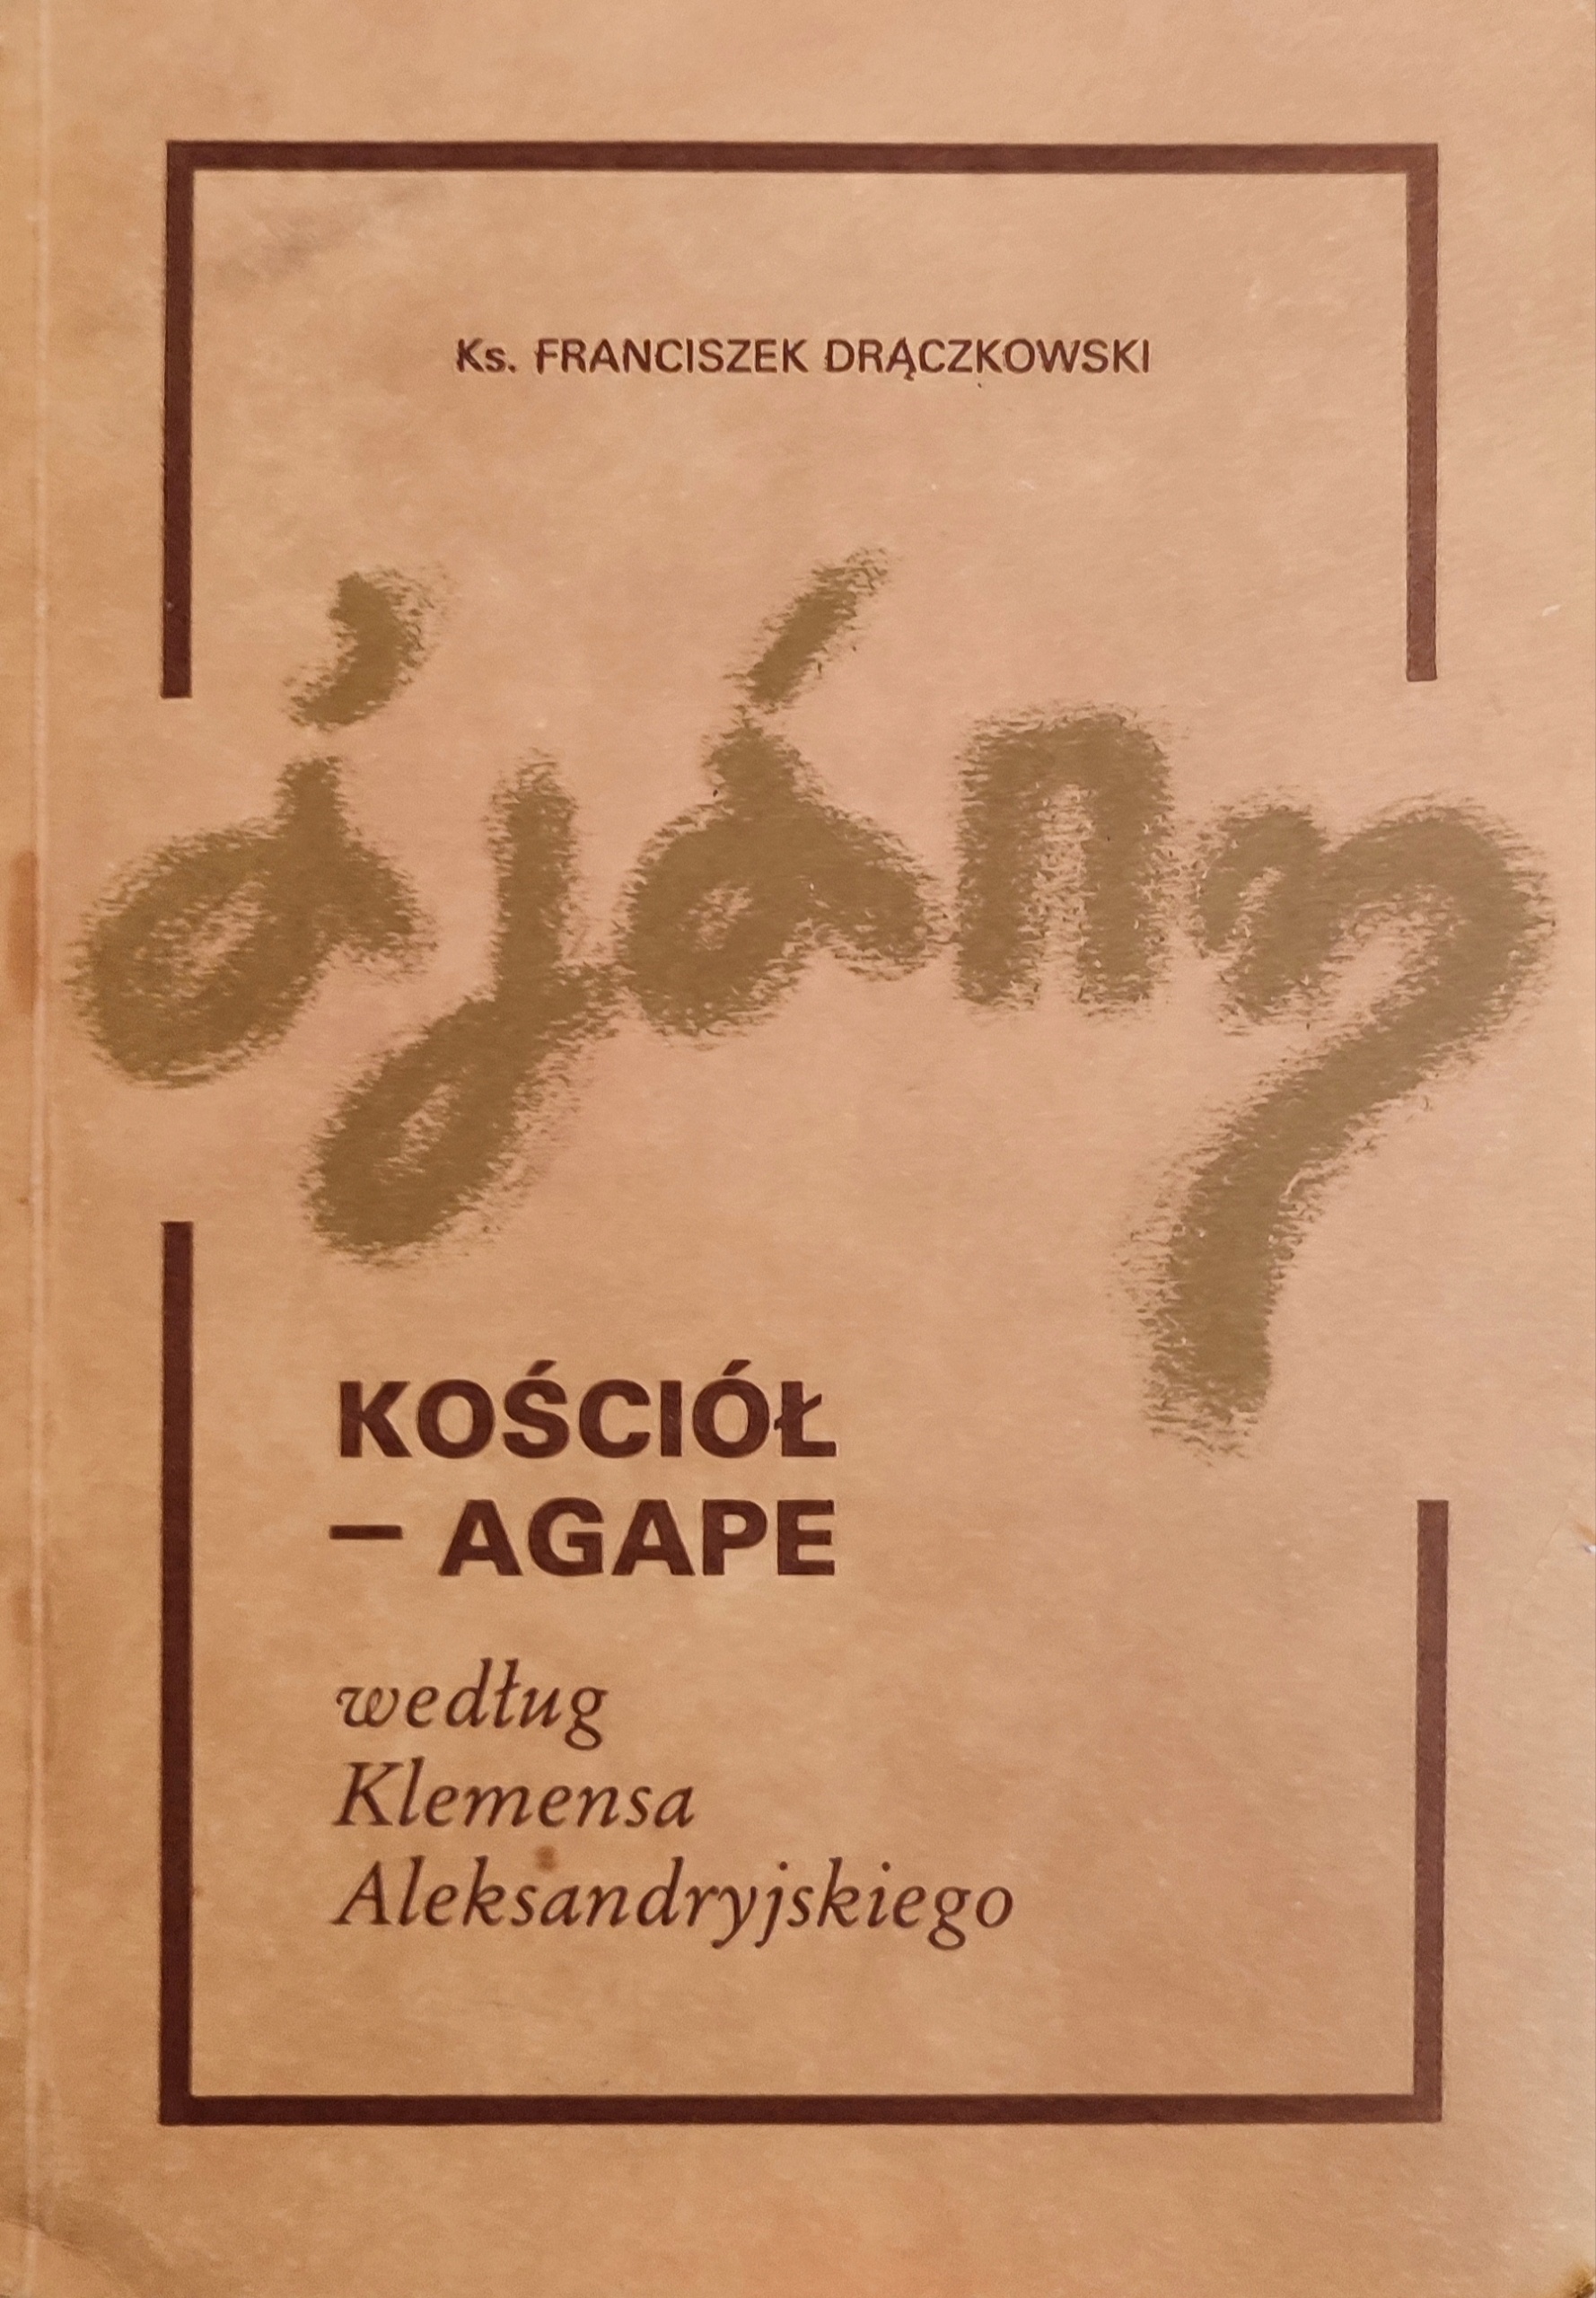 Ks. FRANCISZEK DRĄCZKOWSKI
ἀγάπη
KOŚCIÓŁ
– AGAPE
według
Klemensa
Aleksandryjskiego